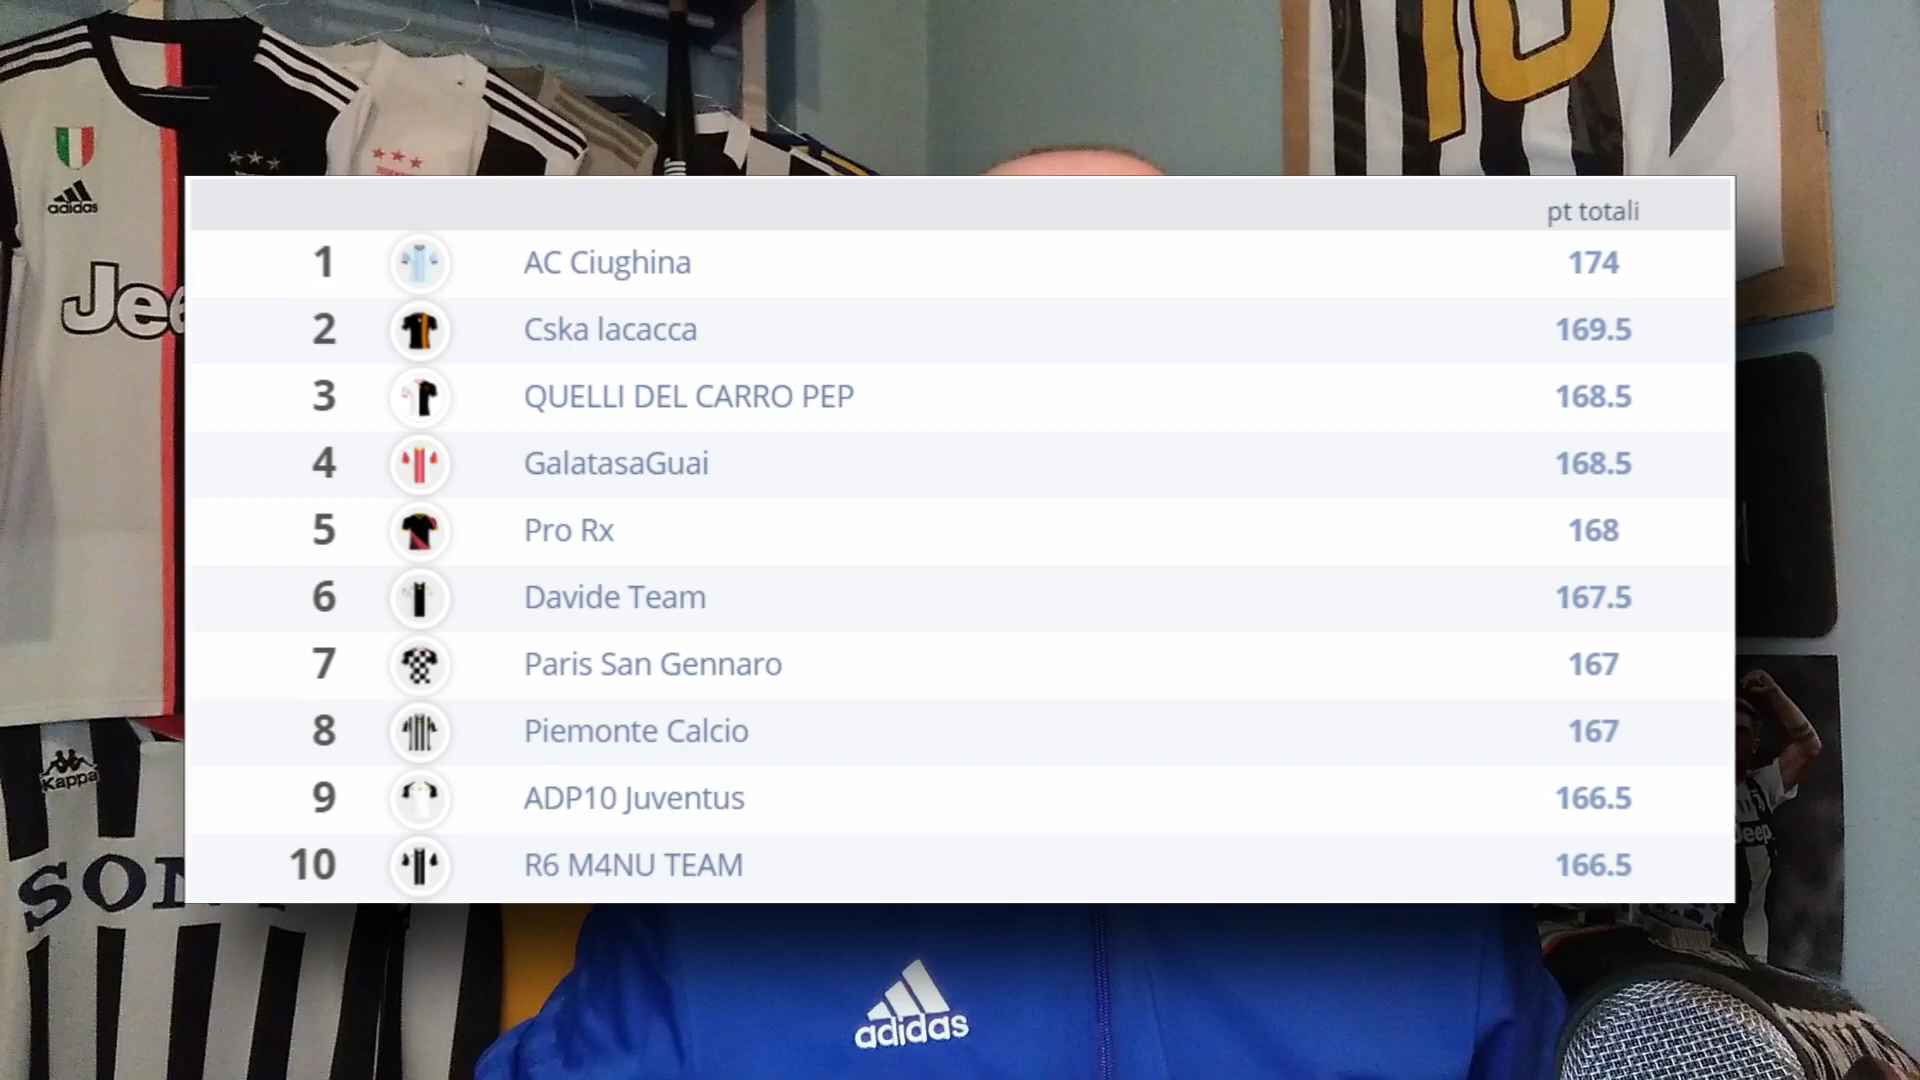 adidas
Jee
Kappa
SON
pt totali
1 AC Ciughina 174
2 Cska lacacca 169.5
3 QUELLI DEL CARRO PEP 168.5
4 GalatasaGuai 168.5
5 Pro Rx 168
6 Davide Team 167.5
7 Paris San Gennaro 167
8 Piemonte Calcio 167
9 ADP10 Juventus 166.5
10 R6 M4NU TEAM 166.5
Jeep
adidas